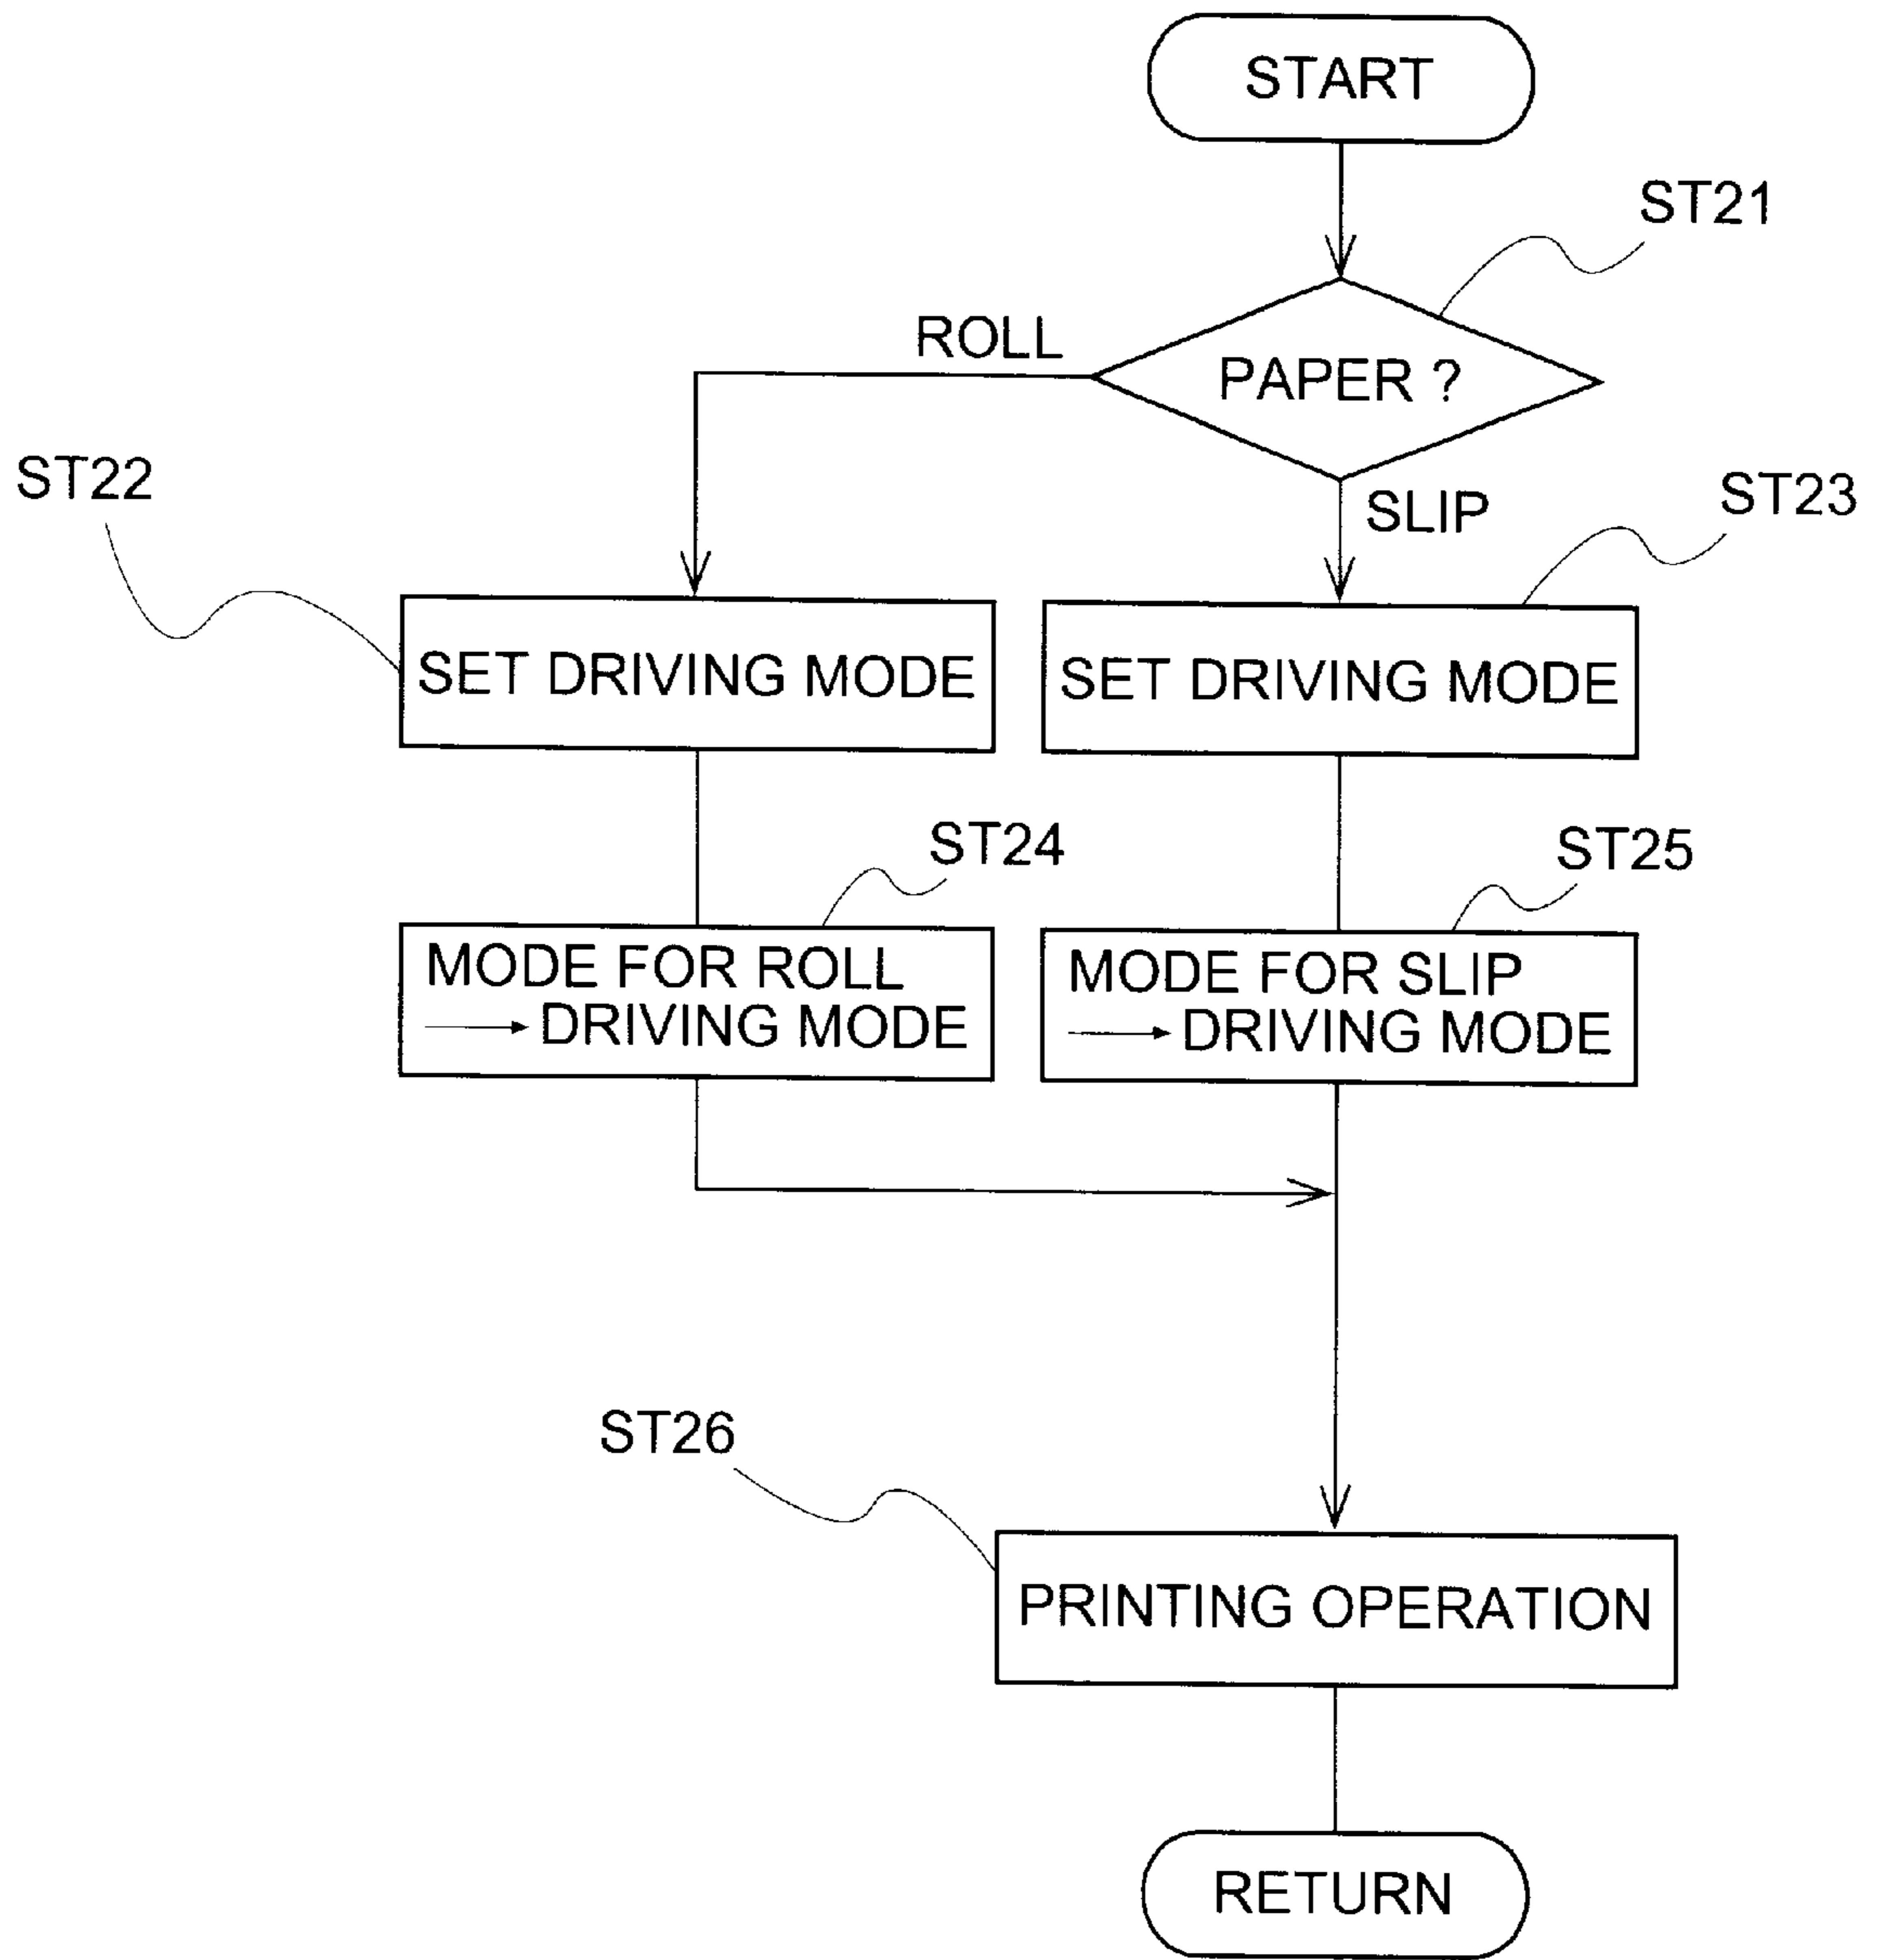 START
ST21
ROLL
PAPER ?
ST22
SLIP
ST23
SET DRIVING MODE
SET DRIVING MODE
ST24
ST25
MODE FOR ROLL
→ DRIVING MODE
MODE FOR SLIP
→ DRIVING MODE
ST26
PRINTING OPERATION
RETURN